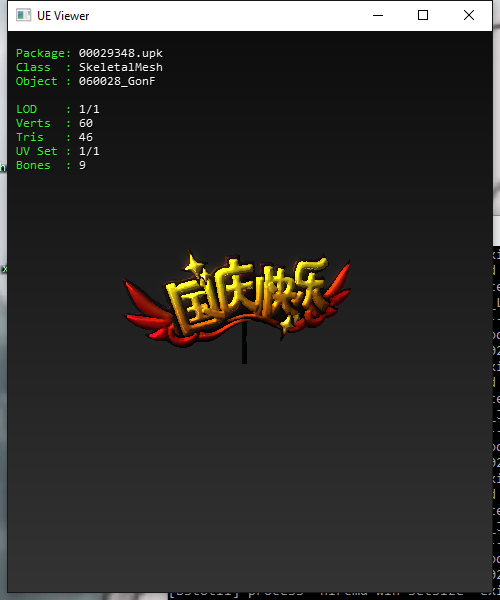 UE Viewer
Package: 00029348.upk
Class : SkeletalMesh
Object : 060028_GonF
LOD : 1/1
Verts : 60
Tris : 46
UV Set : 1/1
Bones : 9
国庆快乐